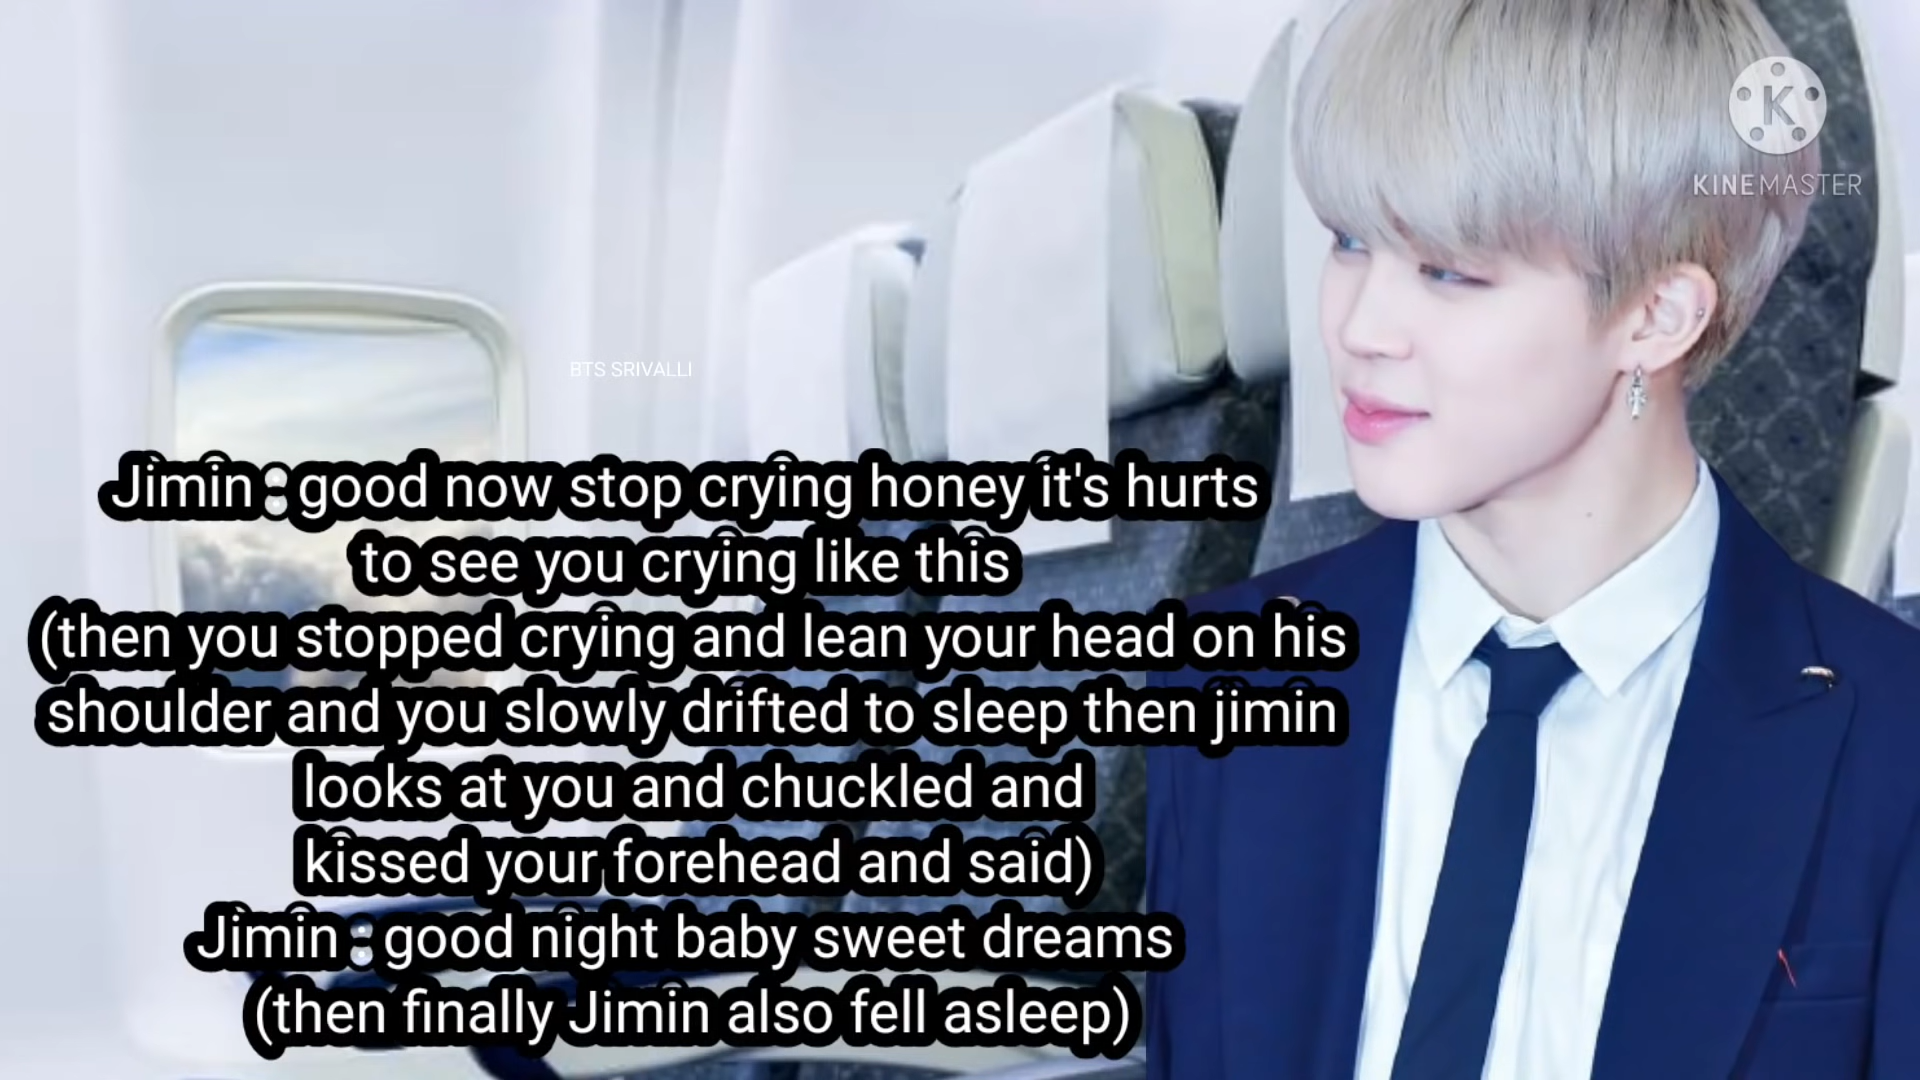 KINEMASTER
BTS SRIVALLI
Jimin : good now stop crying honey it's hurts
to see you crying like this
(then you stopped crying and lean your head on his
shoulder and you slowly drifted to sleep then jimin
looks at you and chuckled and
kissed your forehead and said)
Jimin : good night baby sweet dreams
(then finally Jimin also fell asleep)